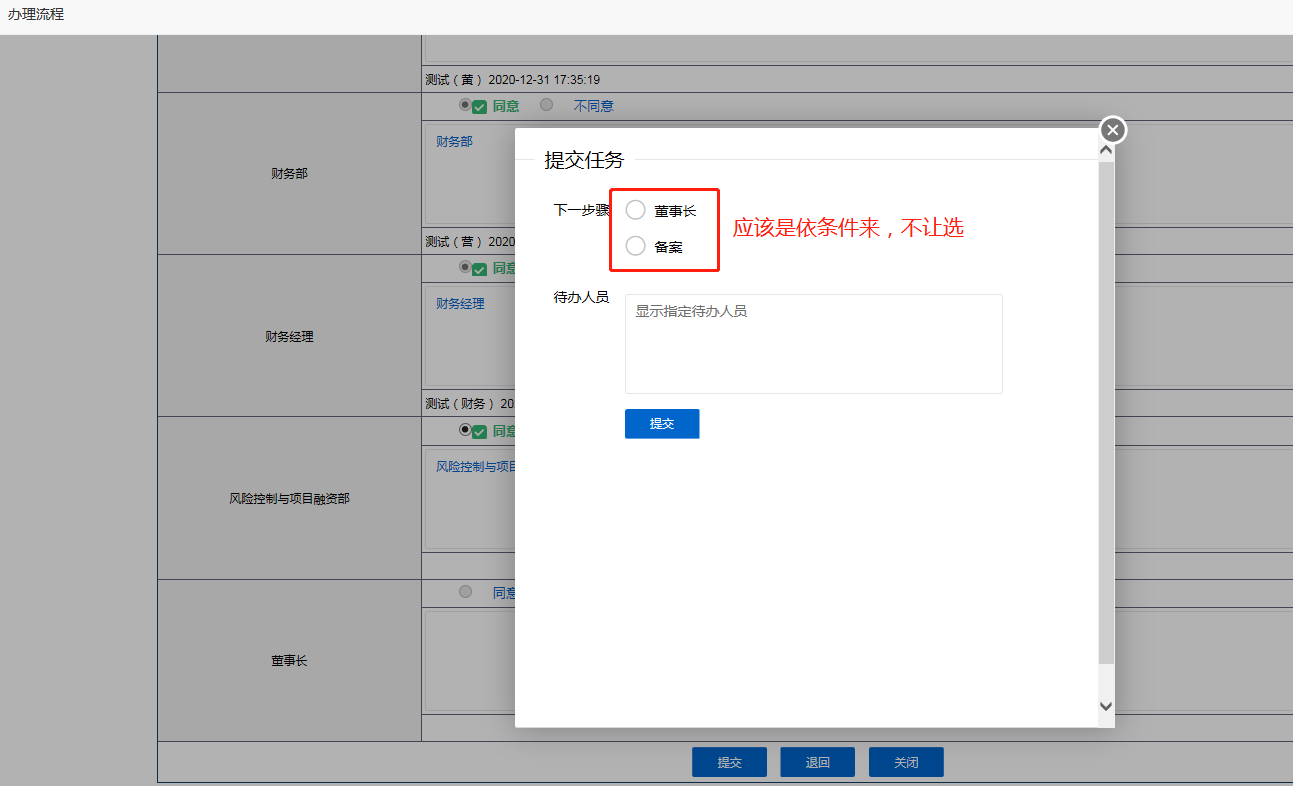 办理流程
测试（黄） 2020-12-31 17:35:19
财务部
同意 不同意
财务部
测试（营） 2020
财务经理
同意
财务经理
测试（财务） 20
风险控制与项目融资部
同意
风险控制与项目
董事长
同意
提交任务
下一步骤
董事长
备案
应该是依条件来，不让选
待办人员
显示指定待办人员
提交
提交 退回 关闭